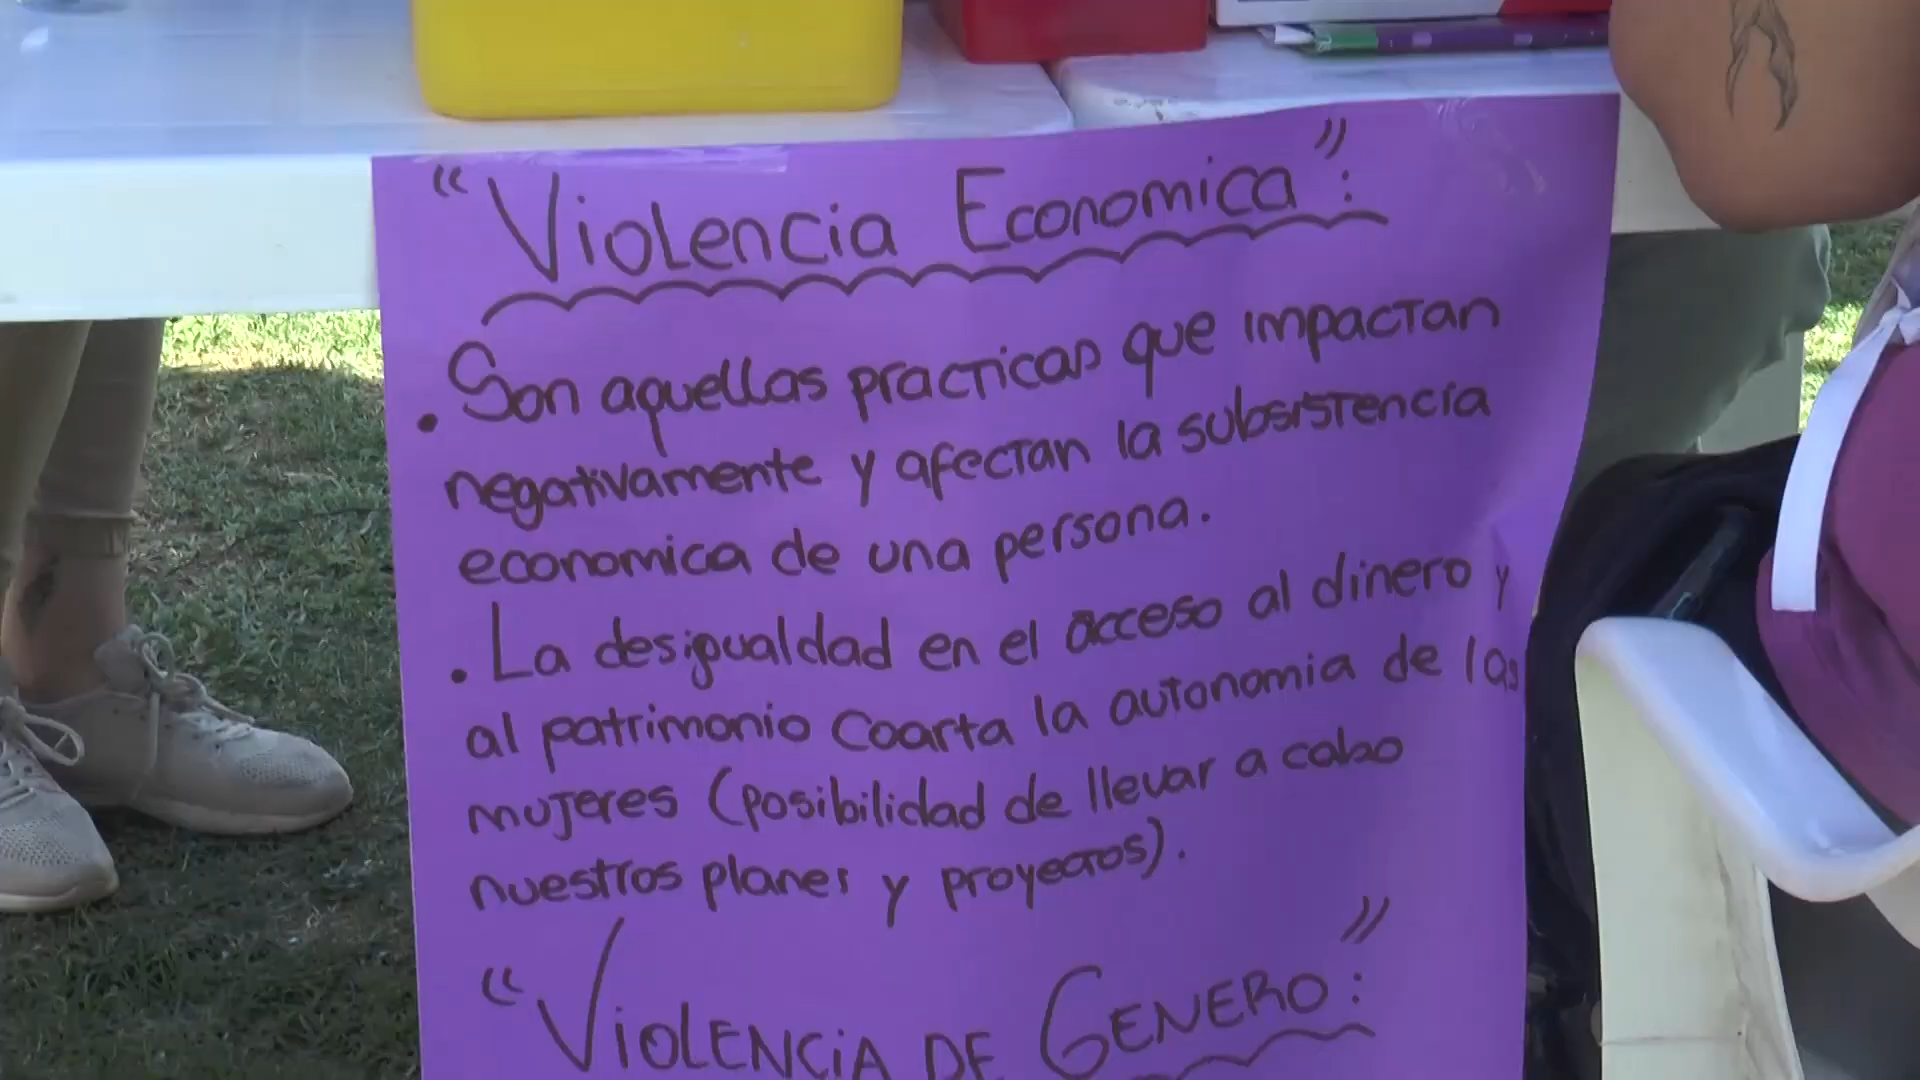 "Violencia Economica":
. Son aquellas practicas que impactan
negativamente y afectan la subsistencia
economica de una persona.
. La desigualdad en el acceso al dinero y
al patrimonio coarta la autonomia de las
mujeres (posibilidad de llevar a cabo
nuestros planes y proyectos).
"VIOLENCIA DE GENERO":